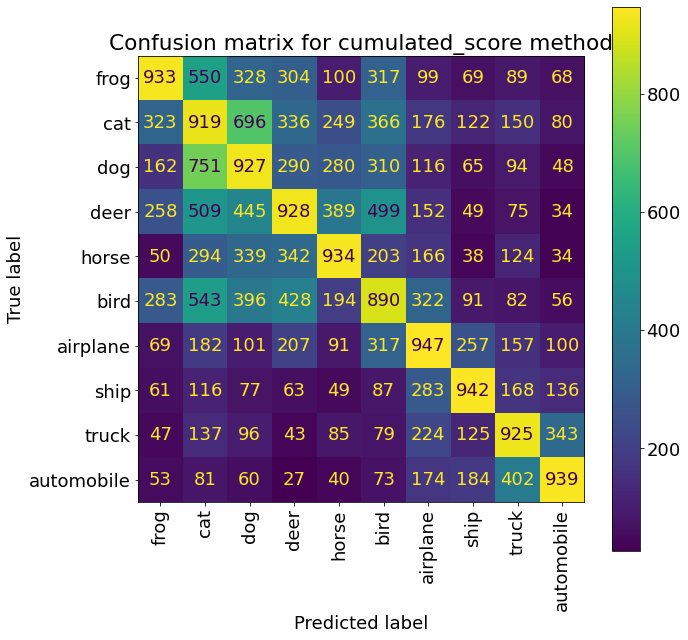 Confusion matrix for cumulated_score method
frog 933 550 328 304 100 317 99 69 89 68
cat 323 919 696 336 249 366 176 122 150 80
dog 162 751 927 290 280 310 116 65 94 48
deer 258 509 445 928 389 499 152 49 75 34
horse 50 294 339 342 934 203 166 38 124 34
bird 283 543 396 428 194 890 322 91 82 56
airplane 69 182 101 207 91 317 947 257 157 100
ship 61 116 77 63 49 87 283 942 168 136
truck 47 137 96 43 85 79 224 125 925 343
automobile 53 81 60 27 40 73 174 184 402 939
frog cat dog deer horse bird airplane ship truck automobile
Predicted label
True label
800
600
400
200